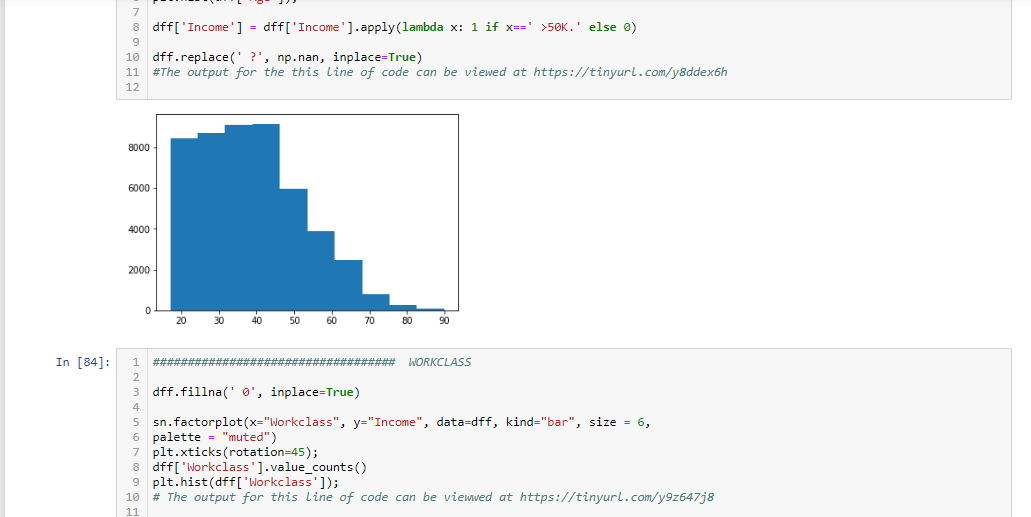 7
8 dff['Income'] = dff['Income'].apply(lambda x: 1 if x==' >50K.' else 0)
9
10 dff.replace(' ?', np.nan, inplace=True)
11 #The output for the this line of code can be viewed at https://tinyurl.com/y8ddex6h
12
8000
6000
4000
2000
0
20 30 40 50 60 70 80 90
In [84]:
1 ################################### WORKCLASS
2
3 dff.fillna(' 0', inplace=True)
4
5 sn.factorplot(x="Workclass", y="Income", data=dff, kind="bar", size = 6,
6 palette = "muted")
7 plt.xticks(rotation=45);
8 dff['Workclass'].value_counts()
9 plt.hist(dff['Workclass']);
10 # The output for this line of code can be viewwed at https://tinyurl.com/y9z647j8
11